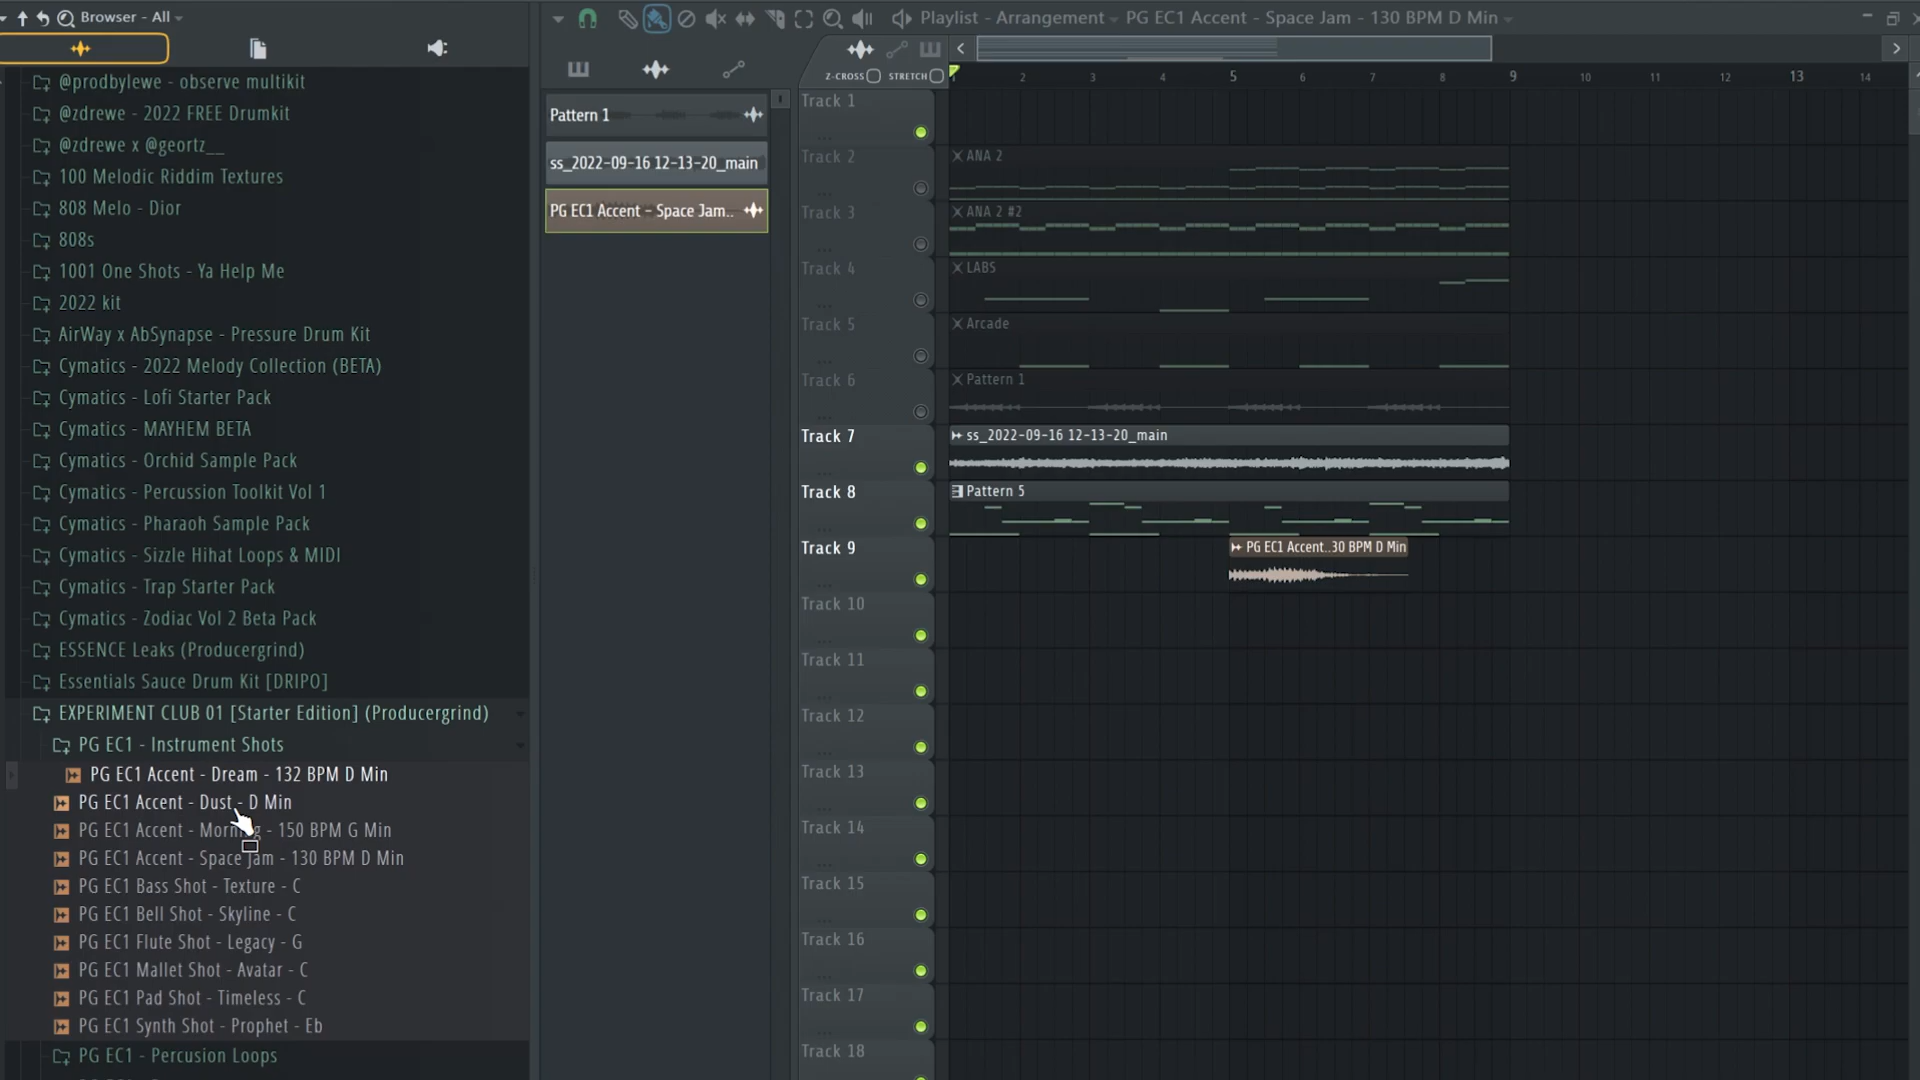 Browser - All
@prodbylewe - observe multikit
@zdrewe - 2022 FREE Drumkit
@zdrewe x @geortz__
100 Melodic Riddim Textures
808 Melo - Dior
808s
1001 One Shots - Ya Help Me
2022 kit
AirWay x AbSynapse - Pressure Drum Kit
Cymatics - 2022 Melody Collection (BETA)
Cymatics - Lofi Starter Pack
Cymatics - MAYHEM BETA
Cymatics - Orchid Sample Pack
Cymatics - Percussion Toolkit Vol 1
Cymatics - Pharaoh Sample Pack
Cymatics - Sizzle Hihat Loops & MIDI
Cymatics - Trap Starter Pack
Cymatics - Zodiac Vol 2 Beta Pack
ESSENCE Leaks (Producergrind)
Essentials Sauce Drum Kit [DRIPO]
EXPERIMENT CLUB 01 [Starter Edition] (Producergrind)
PG EC1 - Instrument Shots
PG EC1 Accent - Dream - 132 BPM D Min
PG EC1 Accent - Dust - D Min
PG EC1 Accent - Morning - 150 BPM G Min
PG EC1 Accent - Space Jam - 130 BPM D Min
PG EC1 Bass Shot - Texture - C
PG EC1 Bell Shot - Skyline - C
PG EC1 Flute Shot - Legacy - G
PG EC1 Mallet Shot - Avatar - C
PG EC1 Pad Shot - Timeless - C
PG EC1 Synth Shot - Prophet - Eb
PG EC1 - Percusion Loops
Pattern 1
ss_2022-09-16 12-13-20_main
PG EC1 Accent - Space Jam..
Playlist - Arrangement PG EC1 Accent - Space Jam - 130 BPM D Min
Z-CROSS STRETCH
2 3 4 5 6 7 8 9 10 11 12 13 14
Track 1
Track 2
ANA 2
Track 3
ANA 2 #2
Track 4
LABS
Track 5
Arcade
Track 6
Pattern 1
Track 7
ss_2022-09-16 12-13-20_main
Track 8
Pattern 5
Track 9
PG EC1 Accent..30 BPM D Min
Track 10
Track 11
Track 12
Track 13
Track 14
Track 15
Track 16
Track 17
Track 18